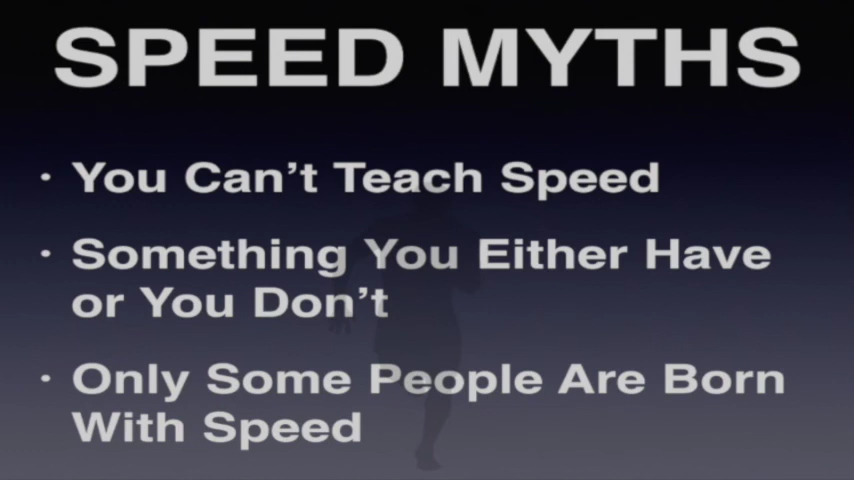 SPEED MYTHS
· You Can’t Teach Speed
· Something You Either Have
or You Don’t
· Only Some People Are Born
With Speed